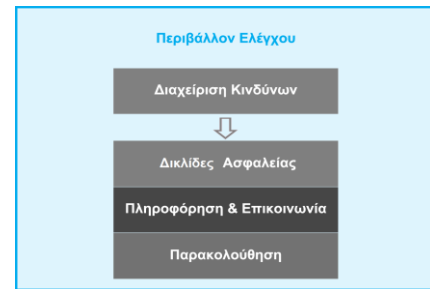 Περιβάλλον Ελέγχου
Διαχείριση Κινδύνων
Δικλίδες Ασφαλείας
Πληροφόρηση & Επικοινωνία
Παρακολούθηση